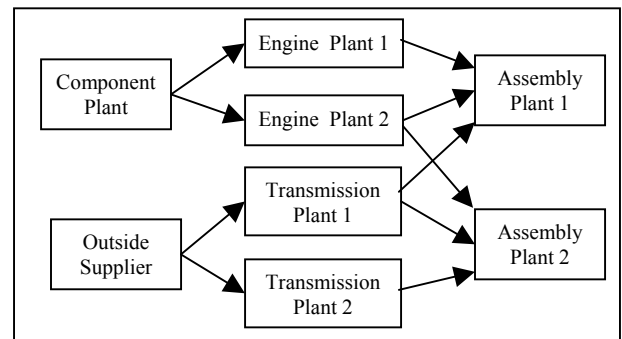 Component
Plant
Outside
Supplier
Engine Plant 1
Engine Plant 2
Transmission
Plant 1
Transmission
Plant 2
Assembly
Plant 1
Assembly
Plant 2